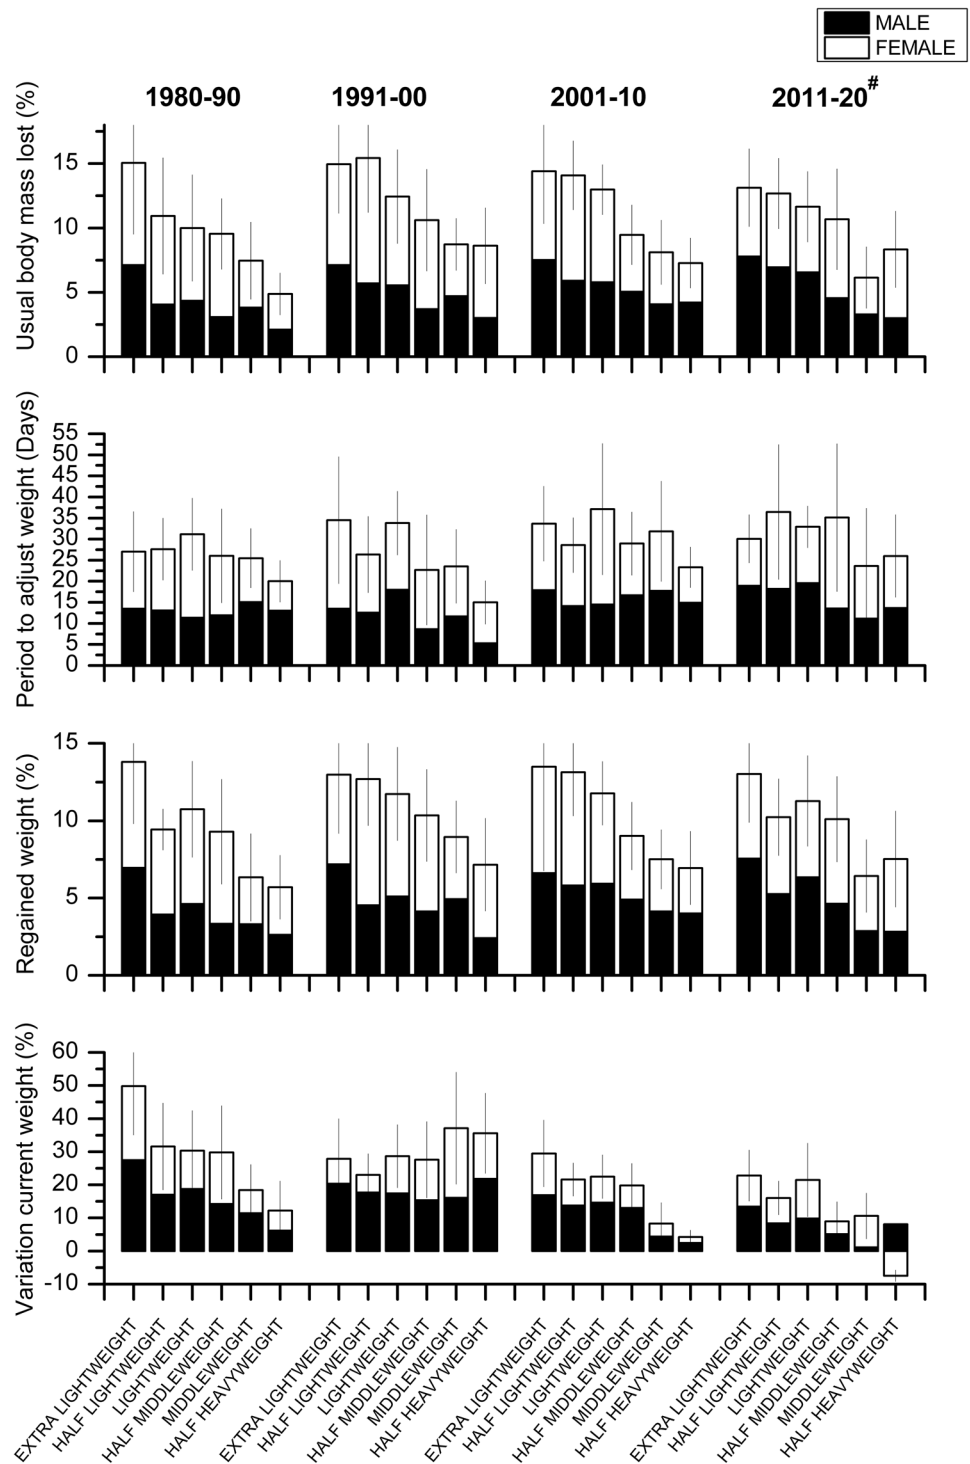 MALE
FEMALE
1980-90 1991-00 2001-10 2011-20#
Usual body mass lost (%)
15
10
5
0
Period to adjust weight (Days)
55
50
45
40
35
30
25
20
15
10
5
0
Regained weight (%)
15
10
5
0
Variation current weight (%)
60
50
40
30
20
10
0
-10
EXTRA LIGHTWEIGHT
HALF LIGHTWEIGHT
LIGHTWEIGHT
HALF MIDDLEWEIGHT
MIDDLEWEIGHT
HALF HEAVYWEIGHT
EXTRA LIGHTWEIGHT
HALF LIGHTWEIGHT
LIGHTWEIGHT
HALF MIDDLEWEIGHT
MIDDLEWEIGHT
HALF HEAVYWEIGHT
EXTRA LIGHTWEIGHT
HALF LIGHTWEIGHT
LIGHTWEIGHT
HALF MIDDLEWEIGHT
MIDDLEWEIGHT
HALF HEAVYWEIGHT
EXTRA LIGHTWEIGHT
HALF LIGHTWEIGHT
LIGHTWEIGHT
HALF MIDDLEWEIGHT
MIDDLEWEIGHT
HALF HEAVYWEIGHT